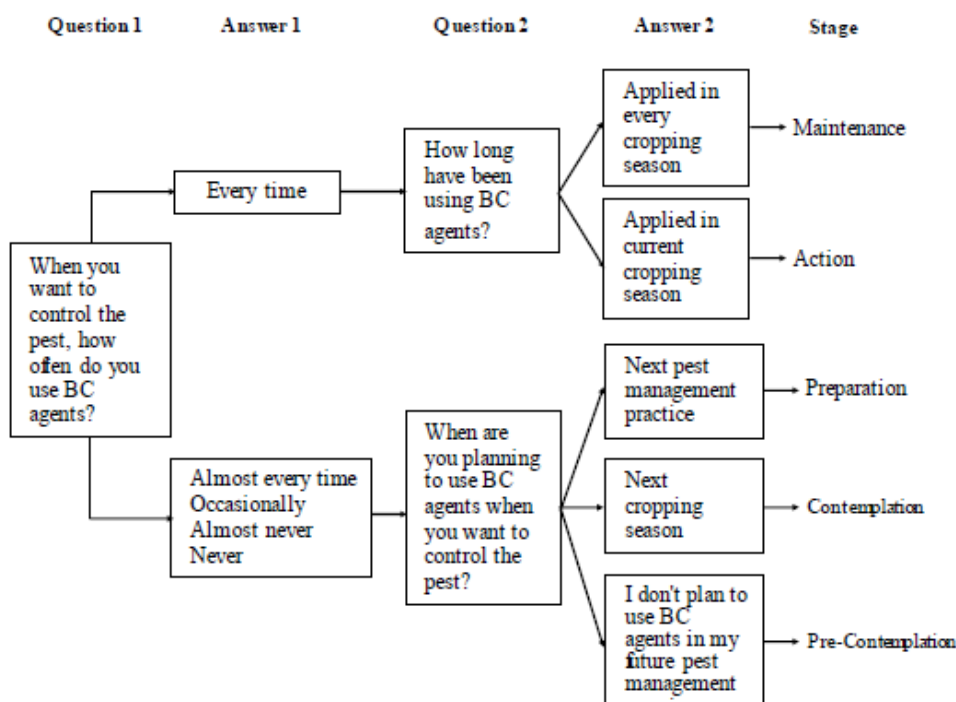 Question 1
Answer 1
Question 2
Answer 2
Stage
When you
want to
control the
pest, how
often do you
use BC
agents?
Every time
How long
have been
using BC
agents?
Applied in
every
cropping
season
Maintenance
Applied in
current
cropping
season
Action
Almost every time
Occasionally
Almost never
Never
When are
you planning
to use BC
agents when
you want to
control the
pest?
Next pest
management
practice
Preparation
Next
cropping
season
Contemplation
I don't plan to
use BC
agents in my
future pest
management
Pre-Contemplation